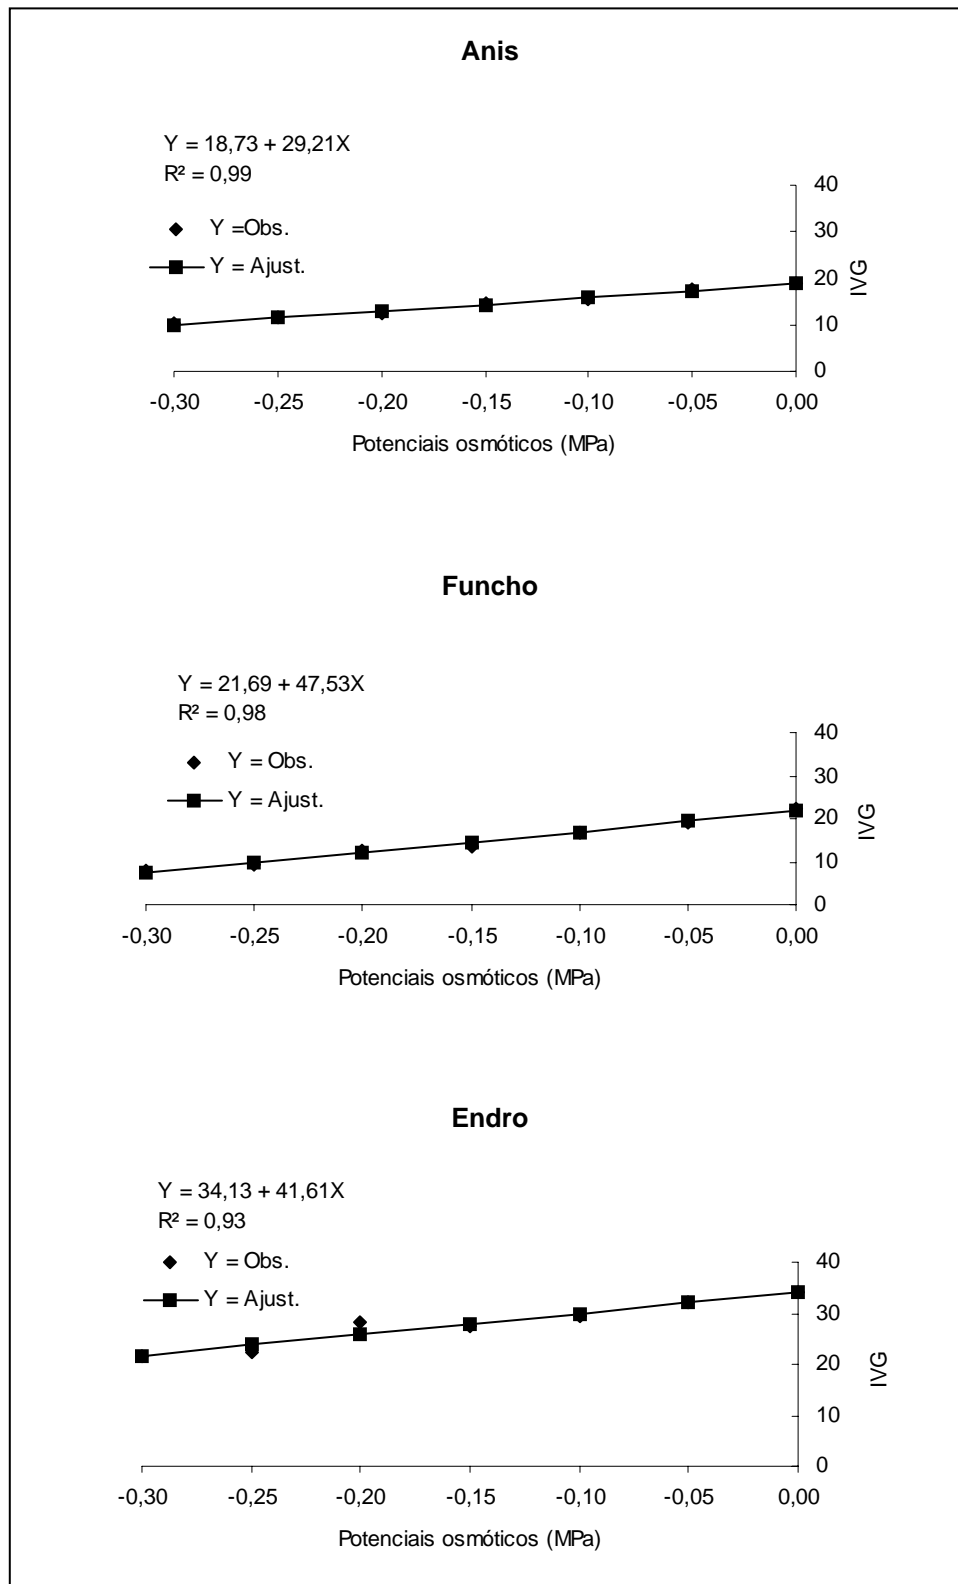 Anis
Y = 18,73 + 29,21X
R² = 0,99
Y =Obs.
Y = Ajust.
40
30
20
10
0
IVG
-0,30 -0,25 -0,20 -0,15 -0,10 -0,05 0,00
Potenciais osmóticos (MPa)
Funcho
Y = 21,69 + 47,53X
R² = 0,98
Y = Obs.
Y = Ajust.
40
30
20
10
0
IVG
-0,30 -0,25 -0,20 -0,15 -0,10 -0,05 0,00
Potenciais osmóticos (MPa)
Endro
Y = 34,13 + 41,61X
R² = 0,93
Y = Obs.
Y = Ajust.
40
30
20
10
0
IVG
-0,30 -0,25 -0,20 -0,15 -0,10 -0,05 0,00
Potenciais osmóticos (MPa)